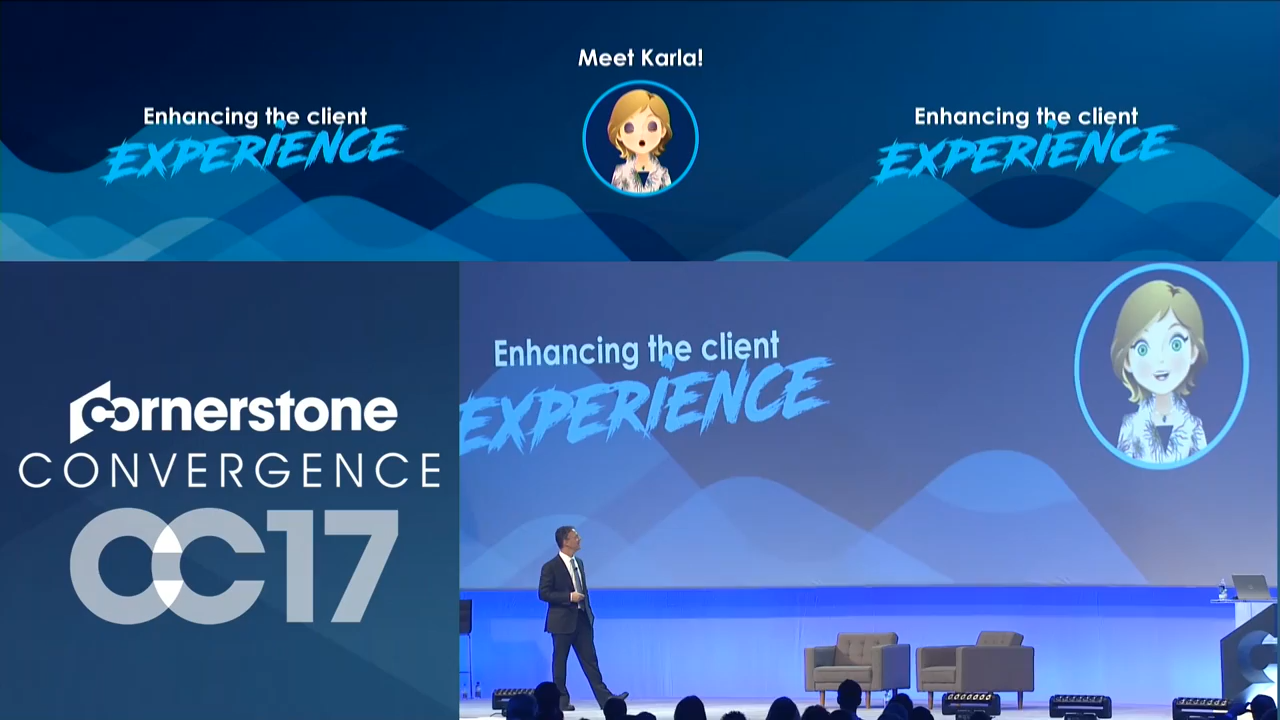 Meet Karla!
Enhancing the client
EXPERIENCE
Enhancing the client
EXPERIENCE
Cornerstone
CONVERGENCE
CC17
Enhancing the client
EXPERIENCE